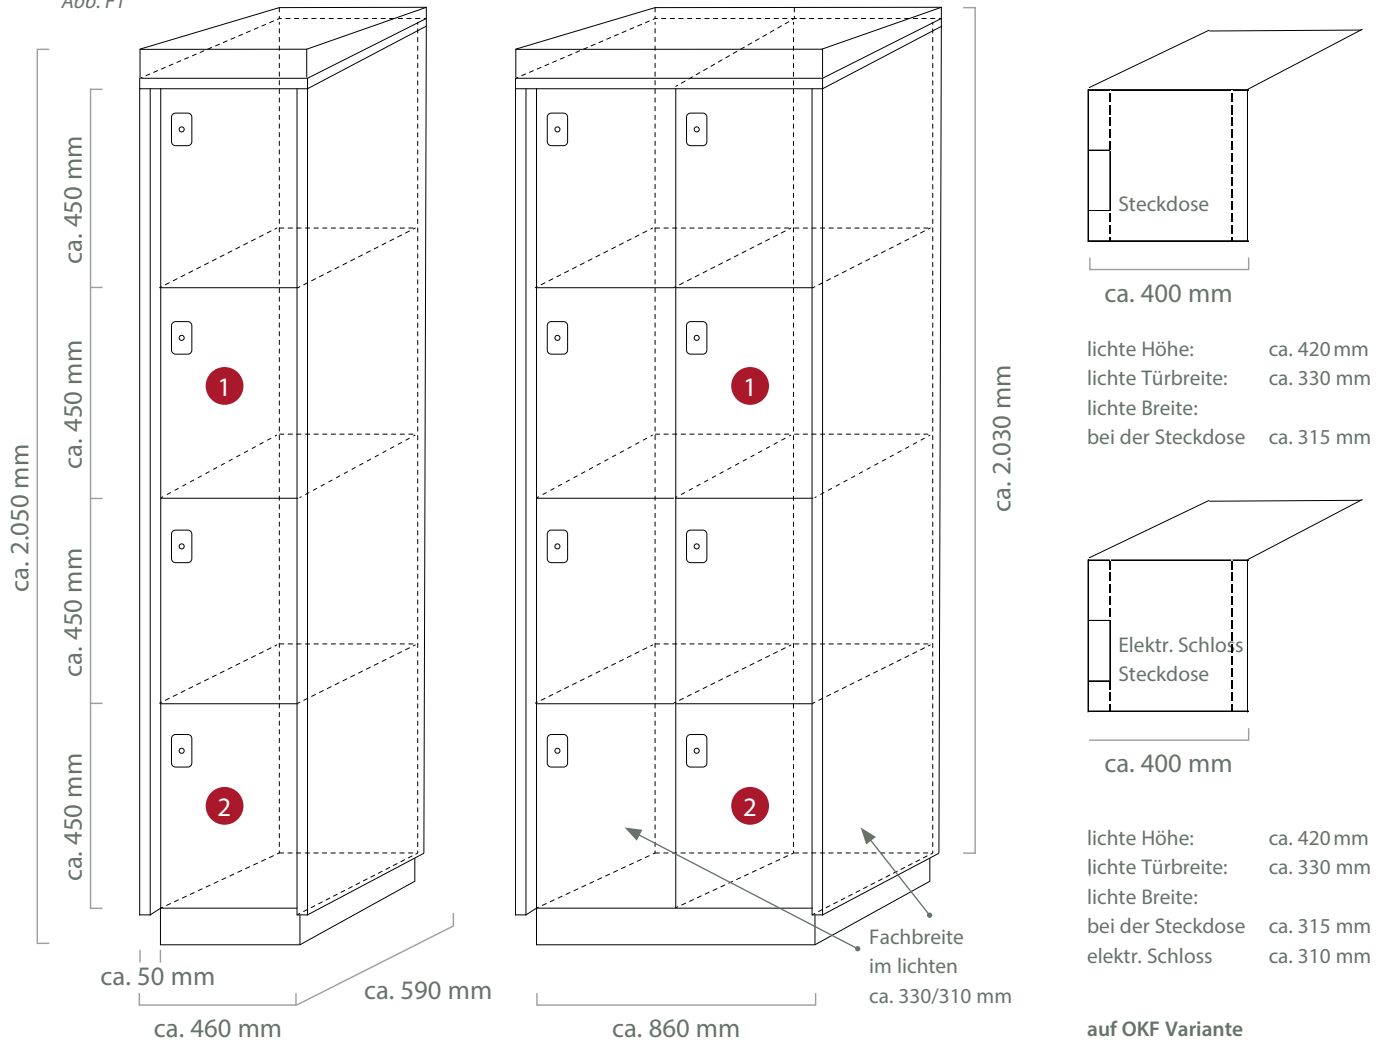 Abb. F1
ca. 2.050 mm
ca. 450 mm
ca. 450 mm
ca. 450 mm
ca. 450 mm
1
2
ca. 50 mm
ca. 460 mm
ca. 590 mm
1
2
ca. 860 mm
ca. 2.030 mm
Fachbreite
im lichten
ca. 330/310 mm
Steckdose
ca. 400 mm
lichte Höhe: ca. 420 mm
lichte Türbreite: ca. 330 mm
lichte Breite:
bei der Steckdose ca. 315 mm
Elektr. Schloss
Steckdose
ca. 400 mm
lichte Höhe: ca. 420 mm
lichte Türbreite: ca. 330 mm
lichte Breite:
bei der Steckdose ca. 315 mm
elektr. Schloss ca. 310 mm
auf OKF Variante